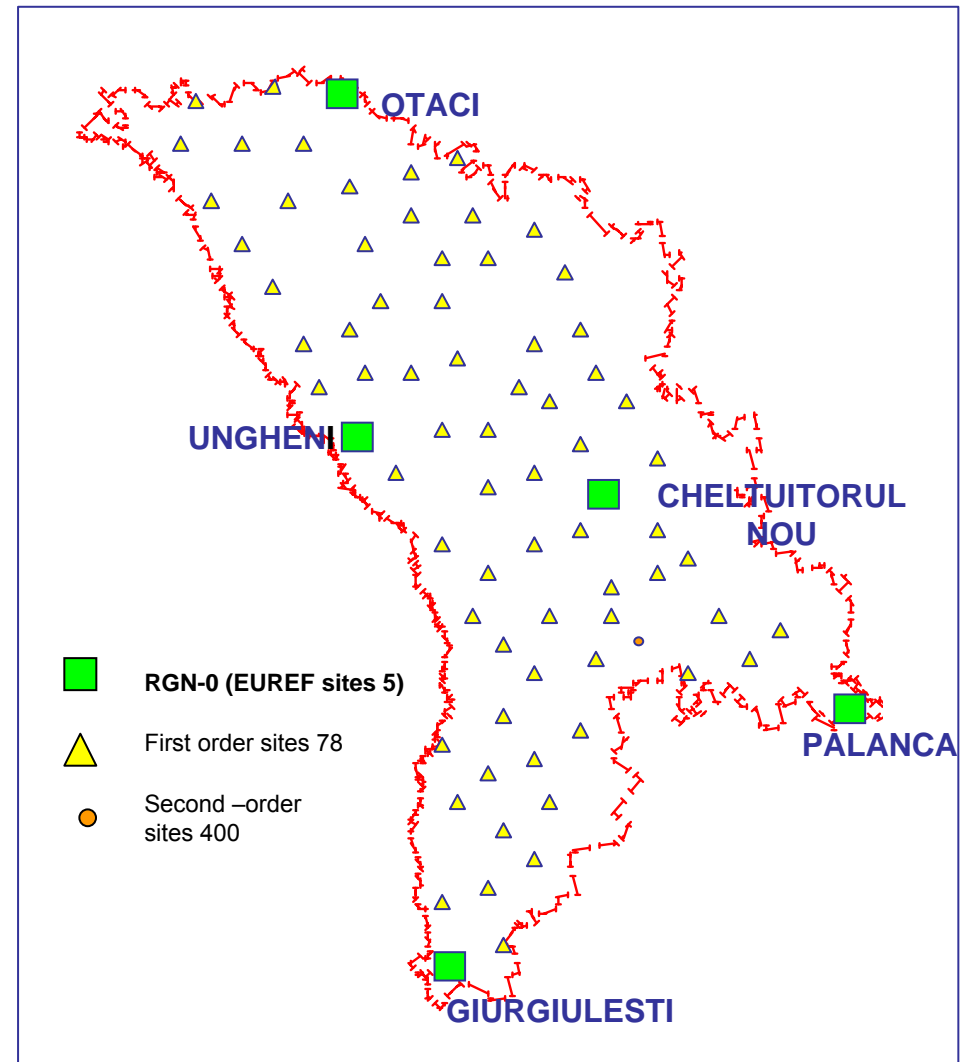 OTACI
UNGHENI
CHELTUITORUL
NOU
RGN-0 (EUREF sites 5)
First order sites 78
PALANCA
Second –order
sites 400
GIURGIULESTI